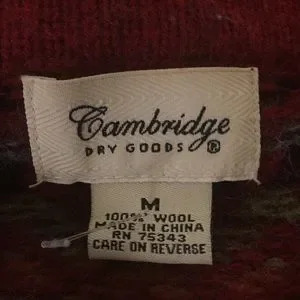 Cambridge
DRY GOODS ®
M
100% WOOL
MADE IN CHINA
RN 75343
CARE ON REVERSE